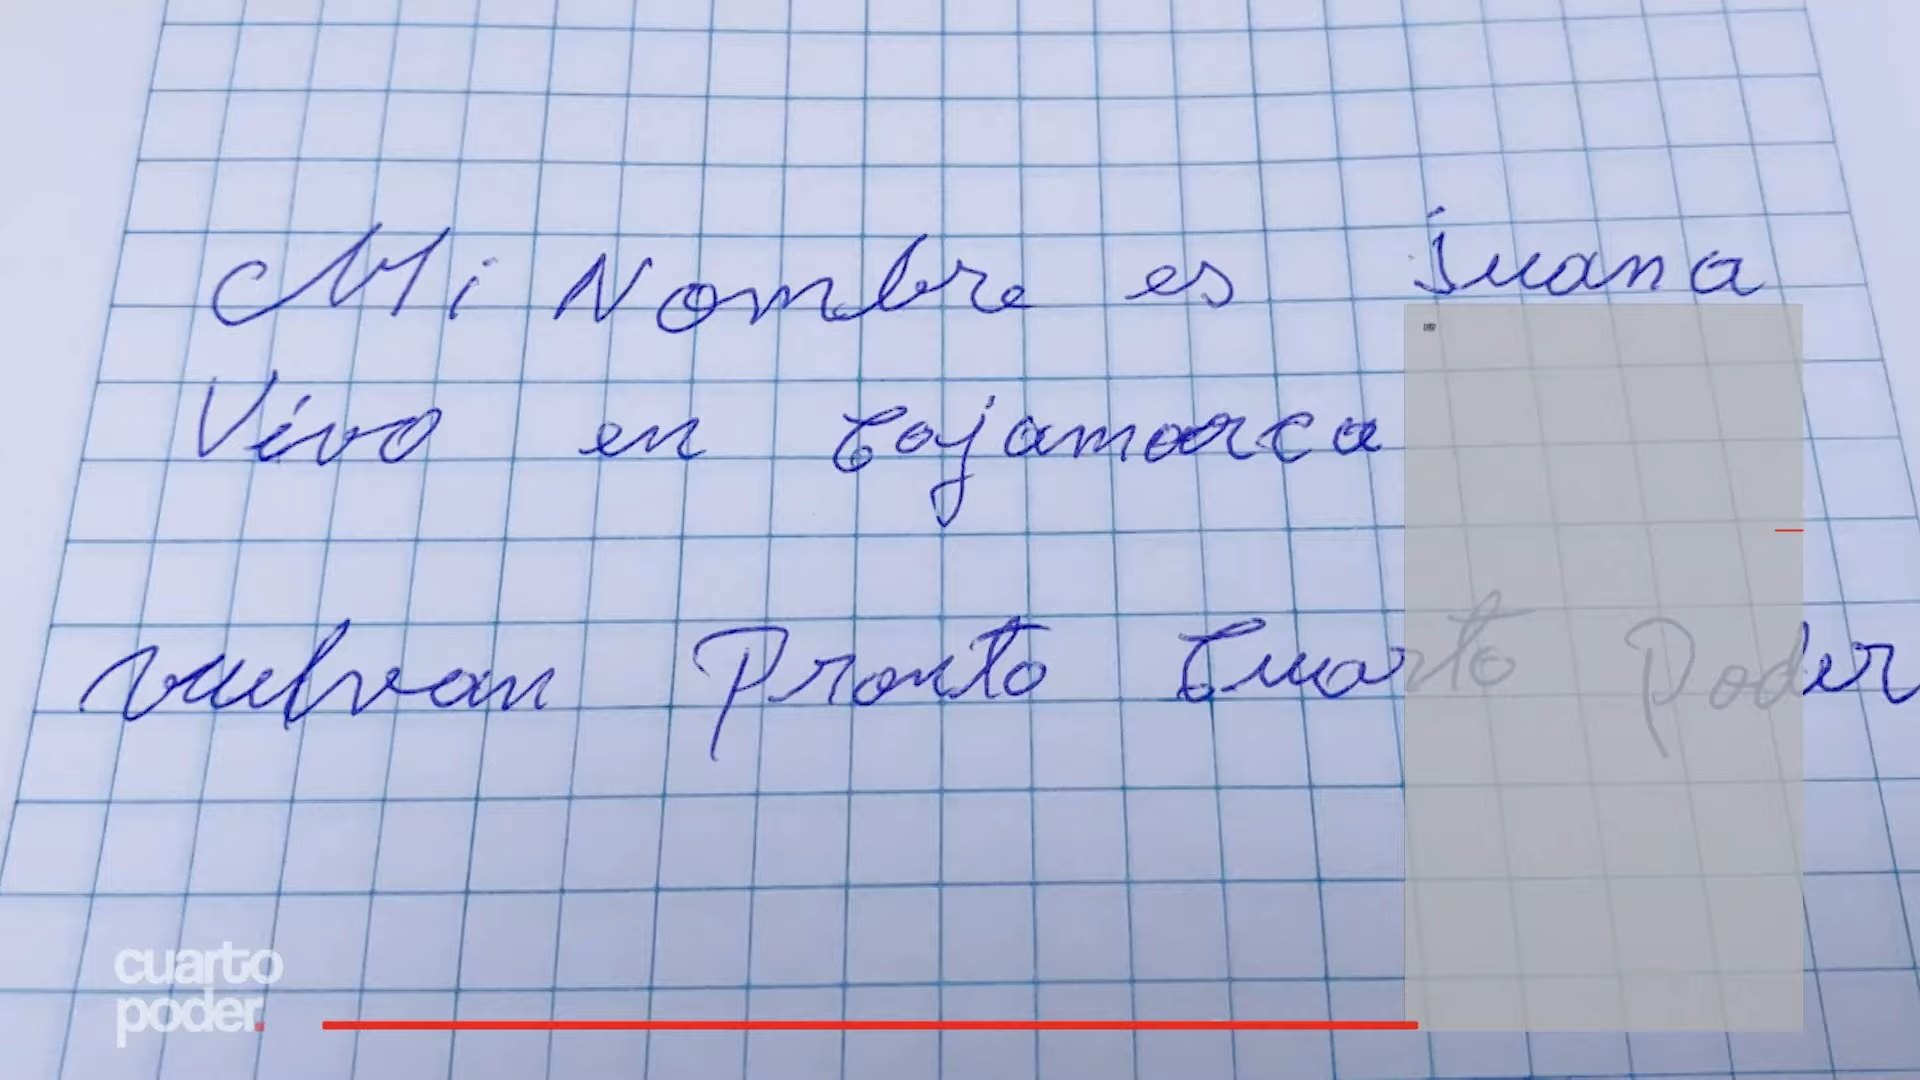 Mi Nombre es Juana
Vivo en Cajamarca
vuelvan Pronto Cuarto Poder
cuarto
poder.